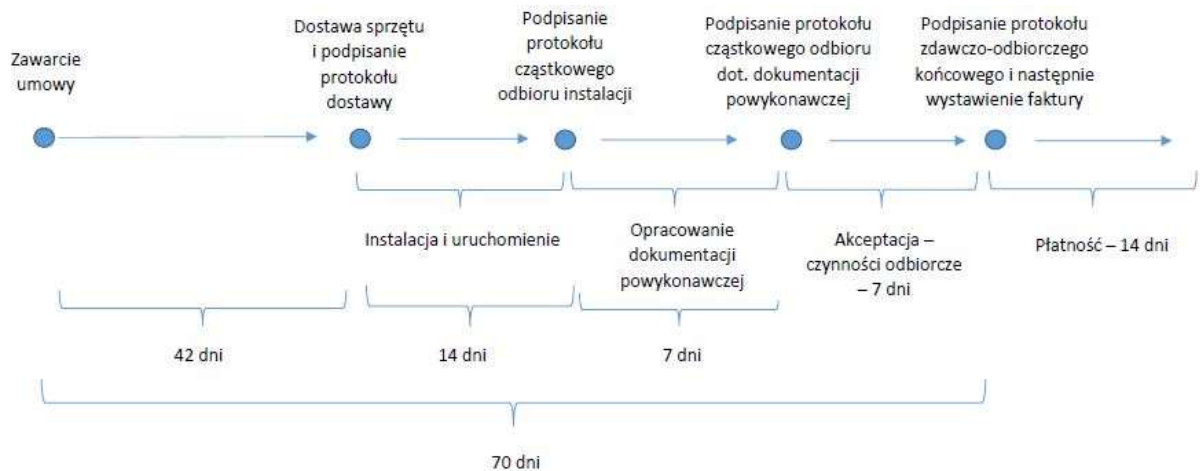 Zawarcie
umowy
Dostawa sprzętu
i podpisanie
protokołu
dostawy
Podpisanie
protokołu
cząstkowego
odbioru instalacji
Podpisanie protokołu
cząstkowego odbioru
dot. dokumentacji
powykonawczej
Podpisanie protokołu
zdawczo-odbiorczego
końcowego i następnie
wystawienie faktury
Instalacja i uruchomienie
Opracowanie
dokumentacji
powykonawczej
Akceptacja –
czynności odbiorcze
– 7 dni
Płatność – 14 dni
42 dni
14 dni
7 dni
70 dni